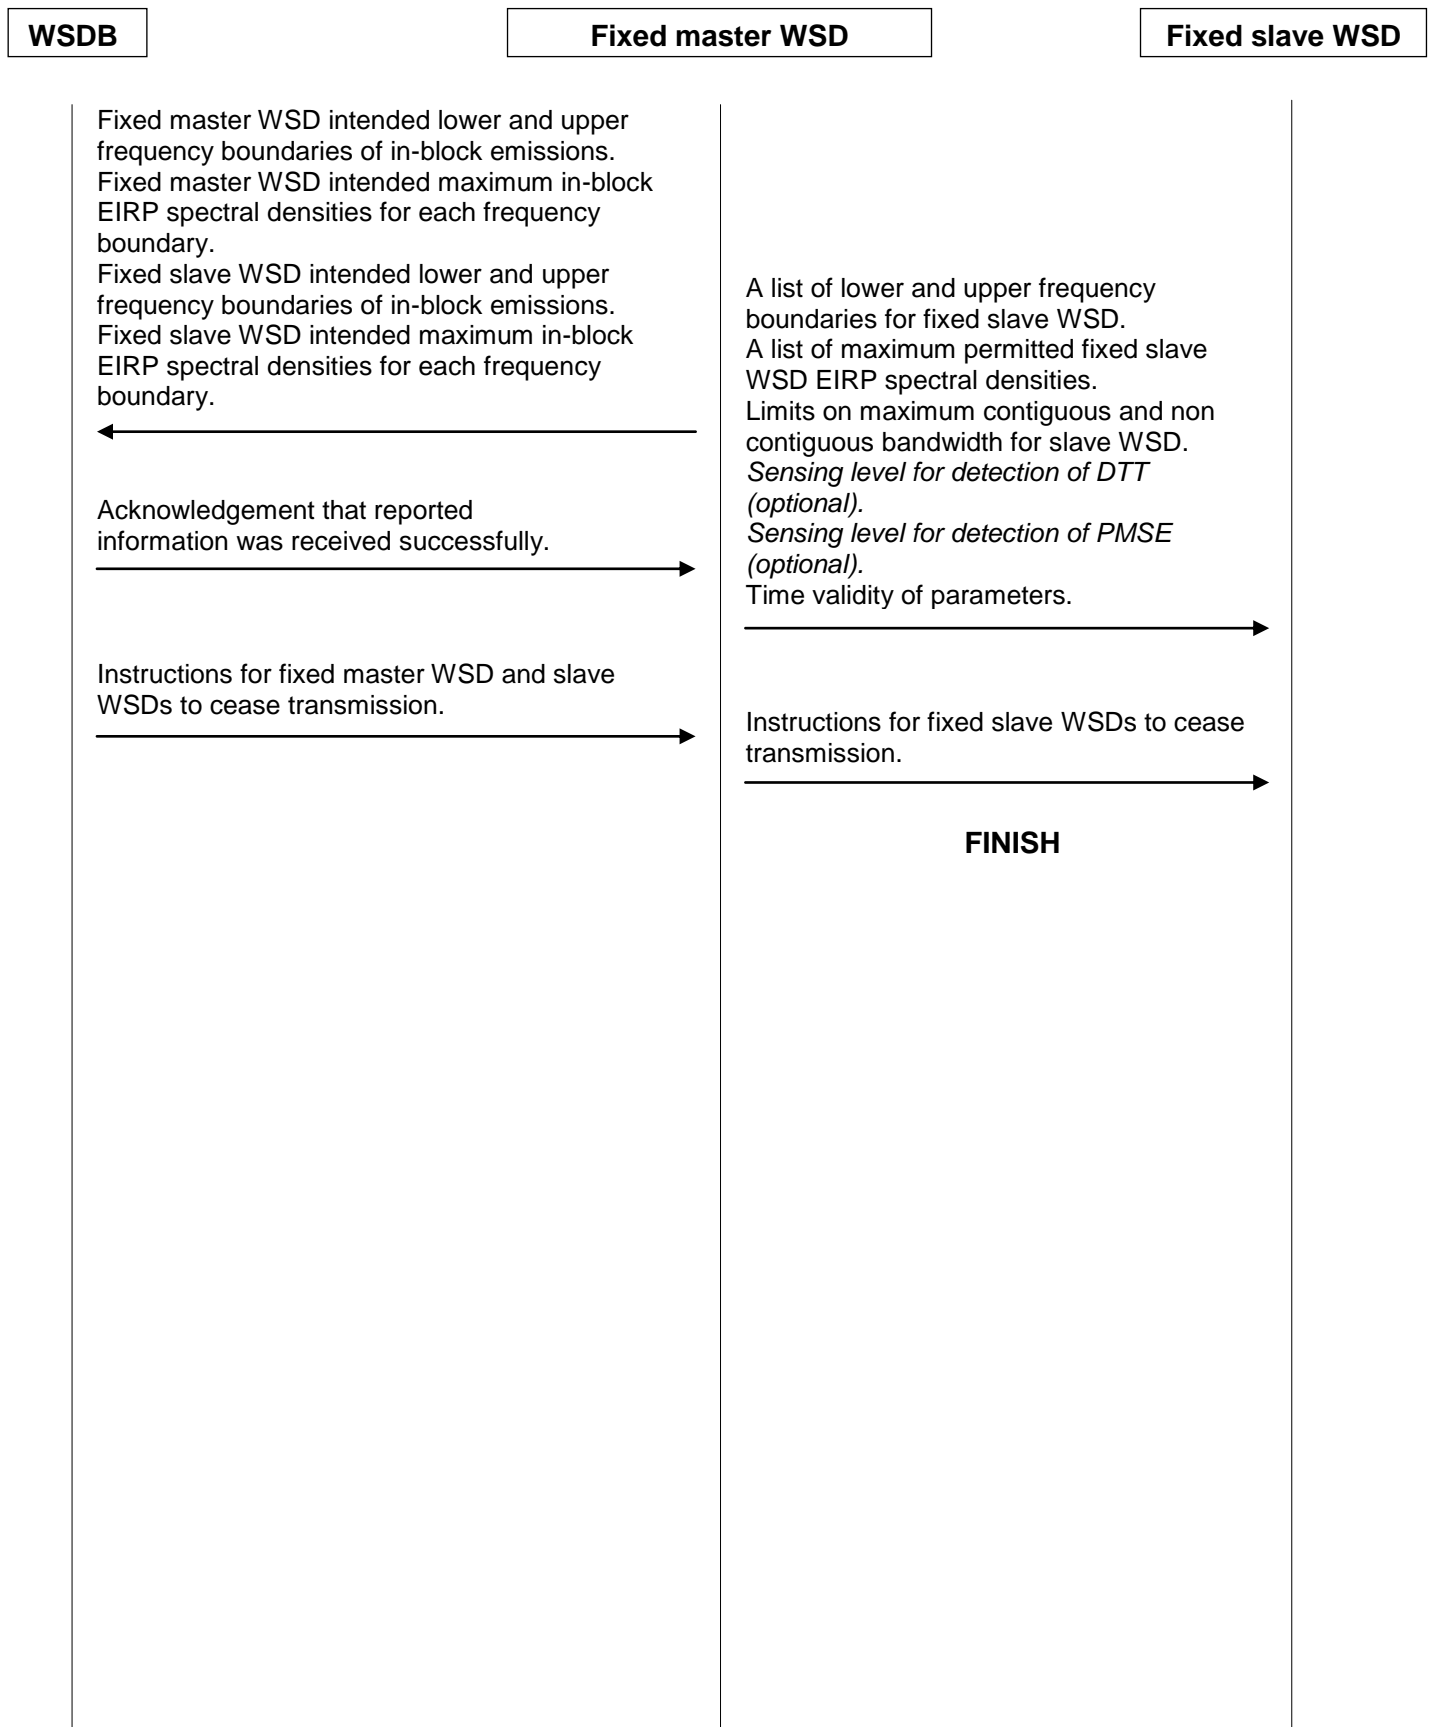 WSDB
Fixed master WSD
Fixed slave WSD
Fixed master WSD intended lower and upper
frequency boundaries of in-block emissions.
Fixed master WSD intended maximum in-block
EIRP spectral densities for each frequency
boundary.
Fixed slave WSD intended lower and upper
frequency boundaries of in-block emissions.
Fixed slave WSD intended maximum in-block
EIRP spectral densities for each frequency
boundary.
Acknowledgement that reported
information was received successfully.
Instructions for fixed master WSD and slave
WSDs to cease transmission.
A list of lower and upper frequency
boundaries for fixed slave WSD.
A list of maximum permitted fixed slave
WSD EIRP spectral densities.
Limits on maximum contiguous and non
contiguous bandwidth for slave WSD.
Sensing level for detection of DTT
(optional).
Sensing level for detection of PMSE
(optional).
Time validity of parameters.
Instructions for fixed slave WSDs to cease
transmission.
FINISH